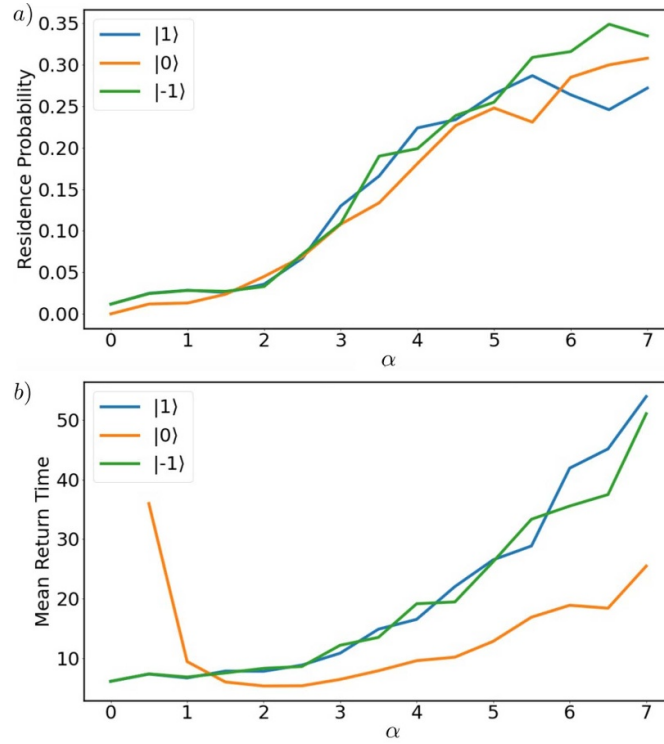 a)
0.35
0.30
0.25
0.20
0.15
0.10
0.05
0.00
Residence Probability
|1⟩
|0⟩
|-1⟩
0 1 2 3 4 5 6 7
α
b)
50
40
30
20
10
Mean Return Time
|1⟩
|0⟩
|-1⟩
0 1 2 3 4 5 6 7
α